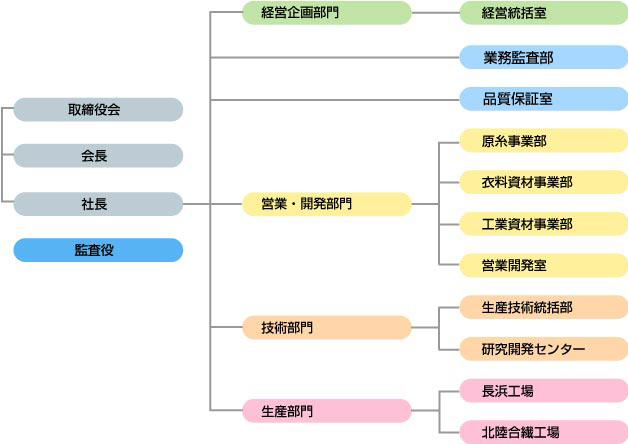 取締役会
会長
社長
監査役
経営企画部門
経営統括室
業務監査部
品質保証室
営業・開発部門
原糸事業部
衣料資材事業部
工業資材事業部
営業開発室
技術部門
生産技術統括部
研究開発センター
生産部門
長浜工場
北陸合繊工場